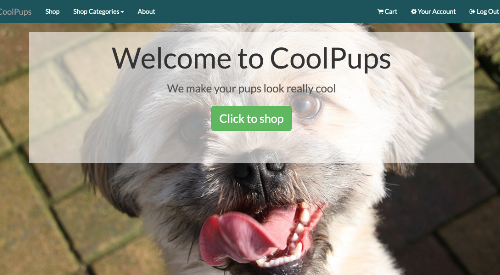 CoolPups Shop Shop Categories About Cart Your Account Log Out
Welcome to CoolPups
We make your pups look really cool
Click to shop